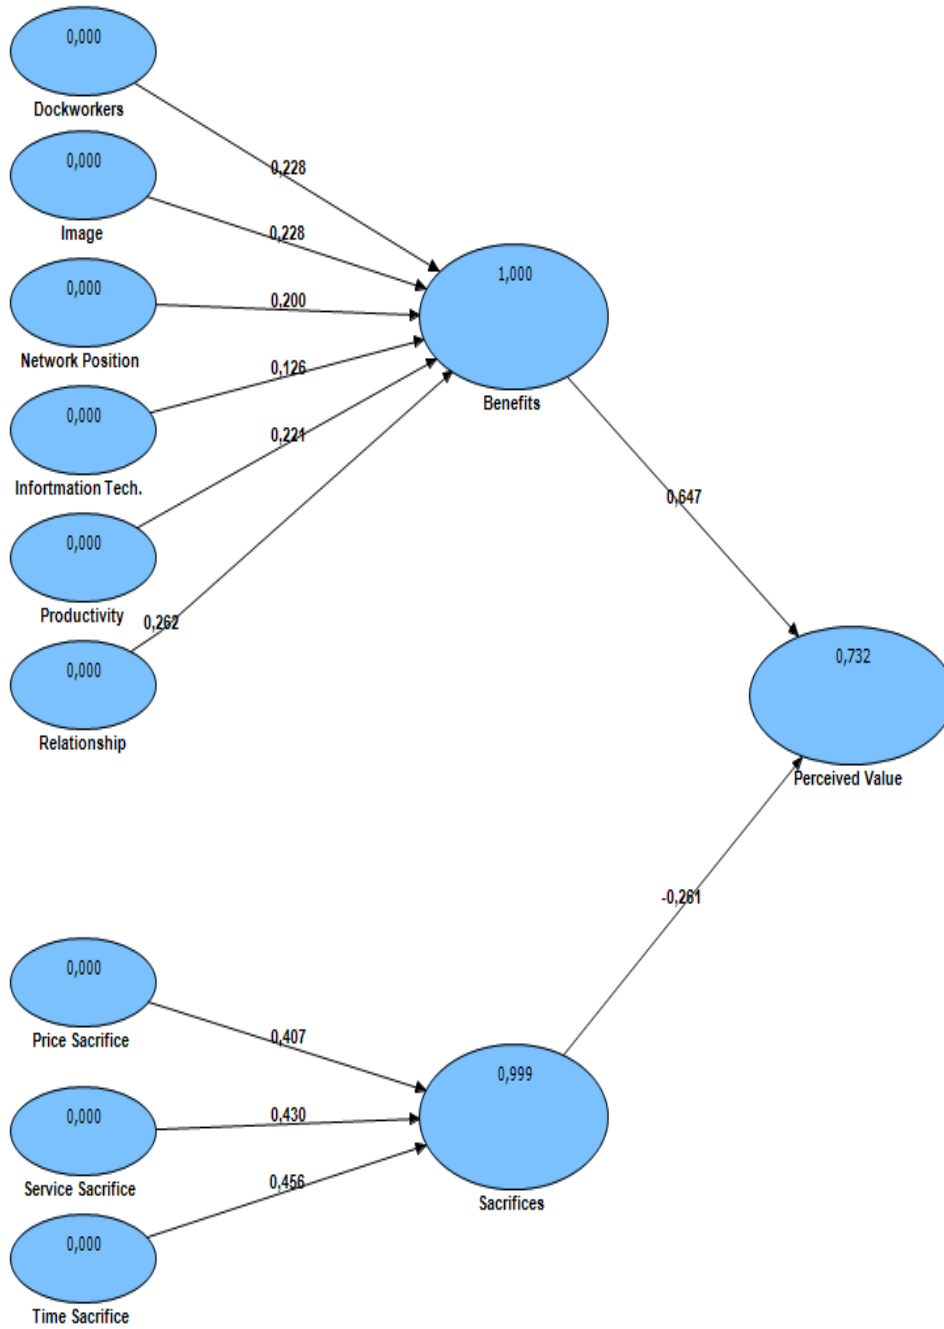 0,000
Dockworkers
0,228
0,000
Image
0,228
0,000
Network Position
0,200
0,000
Infortmation Tech.
0,126
0,000
Productivity
0,221
0,000
Relationship
0,262
1,000
Benefits
0,647
0,732
Perceived Value
-0,261
0,000
Price Sacrifice
0,407
0,000
Service Sacrifice
0,430
0,000
Time Sacrifice
0,456
0,999
Sacrifices